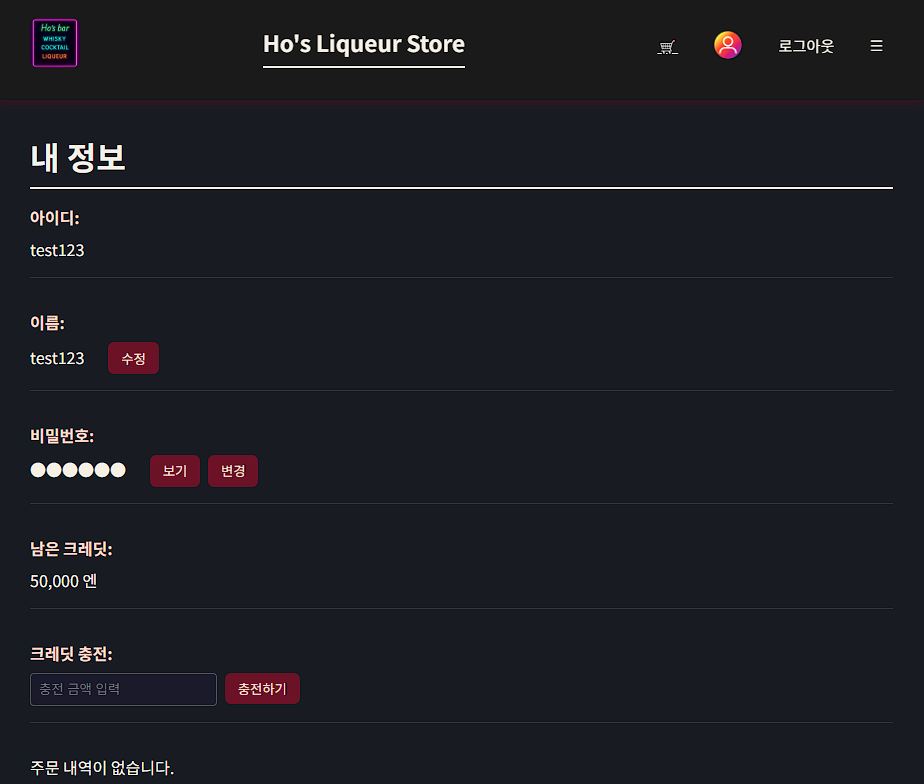 Ho's bar
WHISKY
COCKTAIL
LIQUEUR
Ho's Liqueur Store
로그아웃
내 정보
아이디:
test123
이름:
test123 수정
비밀번호:
●●●●●● 보기 변경
남은 크레딧:
50,000 엔
크레딧 충전:
충전 금액 입력 충전하기
주문 내역이 없습니다.